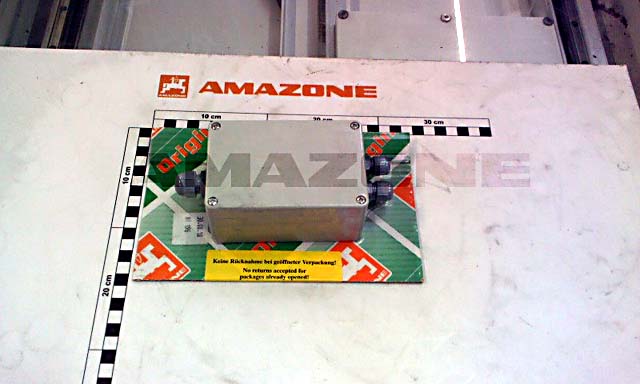 AMAZONE
10 cm
20 cm
30 cm
10 cm
20 cm
Origin
AMAZONE
Keine Rücknahme bei geöffneter Verpackung!
No returns accepted for
packages already opened!